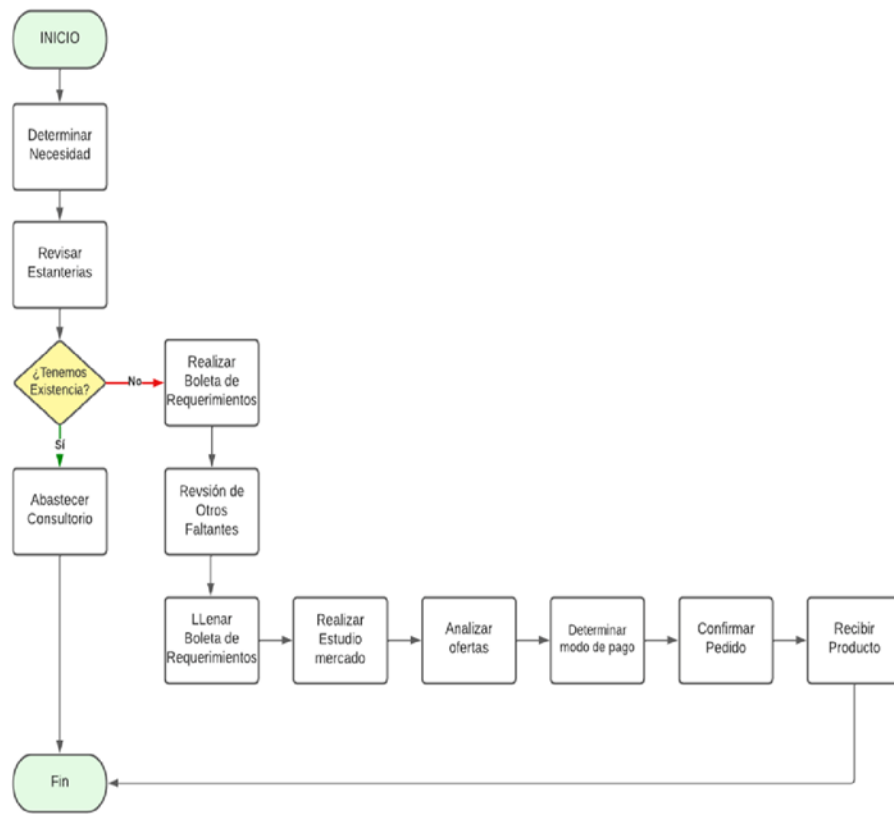 INICIO
Determinar
Necesidad
Revisar
Estanterias
¿Tenemos
Existencia?
No
Realizar
Boleta de
Requerimientos
Sí
Abastecer
Consultorio
Revsión de
Otros
Faltantes
LLenar
Boleta de
Requerimientos
Realizar
Estudio
mercado
Analizar
ofertas
Determinar
modo de pago
Confirmar
Pedido
Recibir
Producto
Fin